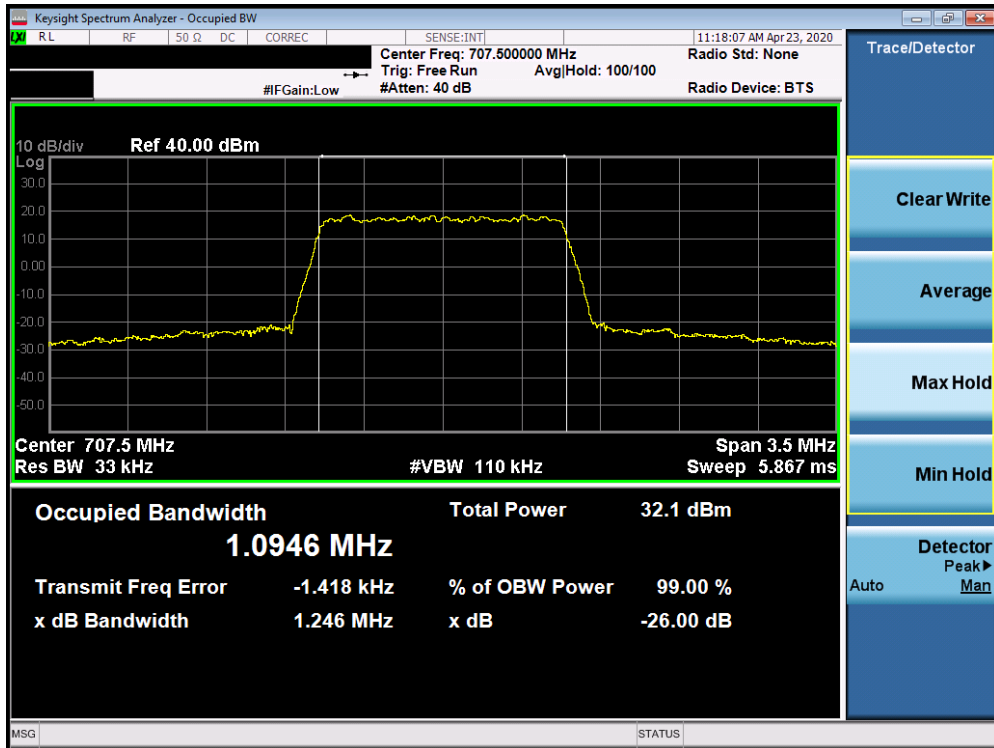 Keysight Spectrum Analyzer - Occupied BW
LXI RL RF 50 Ω DC CORREC SENSE:INT 11:18:07 AM Apr 23, 2020
Center Freq: 707.500000 MHz Radio Std: None
Trig: Free Run Avg|Hold: 100/100
#IFGain:Low #Atten: 40 dB Radio Device: BTS
10 dB/div Ref 40.00 dBm
Log
30.0
20.0
10.0
0.00
-10.0
-20.0
-30.0
-40.0
-50.0
Center 707.5 MHz Span 3.5 MHz
Res BW 33 kHz #VBW 110 kHz Sweep 5.867 ms
Occupied Bandwidth Total Power 32.1 dBm
1.0946 MHz
Transmit Freq Error -1.418 kHz % of OBW Power 99.00 %
x dB Bandwidth 1.246 MHz x dB -26.00 dB
MSG STATUS
Trace/Detector
Clear Write
Average
Max Hold
Min Hold
Detector
Peak▶
Auto Man